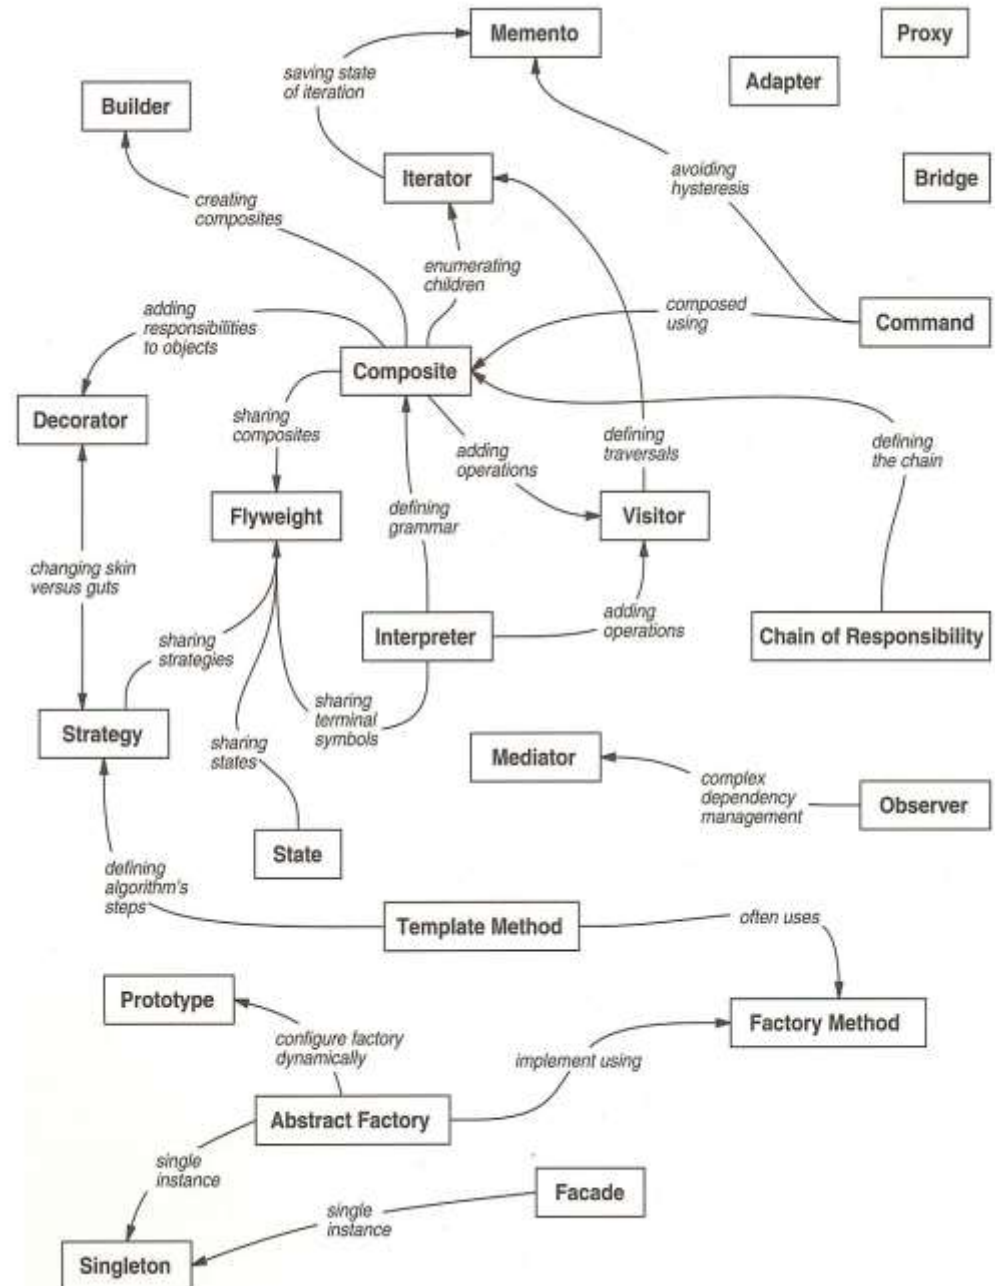 Memento
Proxy
Adapter
saving state
of iteration
Builder
Iterator
avoiding
hysteresis
Bridge
creating
composites
enumerating
children
adding
responsibilities
to objects
composed
using
Command
Composite
Decorator
sharing
composites
adding
operations
defining
traversals
defining
the chain
Flyweight
defining
grammar
Visitor
changing skin
versus guts
sharing
strategies
Interpreter
adding
operations
Chain of Responsibility
sharing
terminal
symbols
Strategy
sharing
states
Mediator
complex
dependency
management
Observer
State
defining
algorithm's
steps
Template Method
often uses
Prototype
configure factory
dynamically
implement using
Factory Method
Abstract Factory
single
instance
Facade
single
instance
Singleton